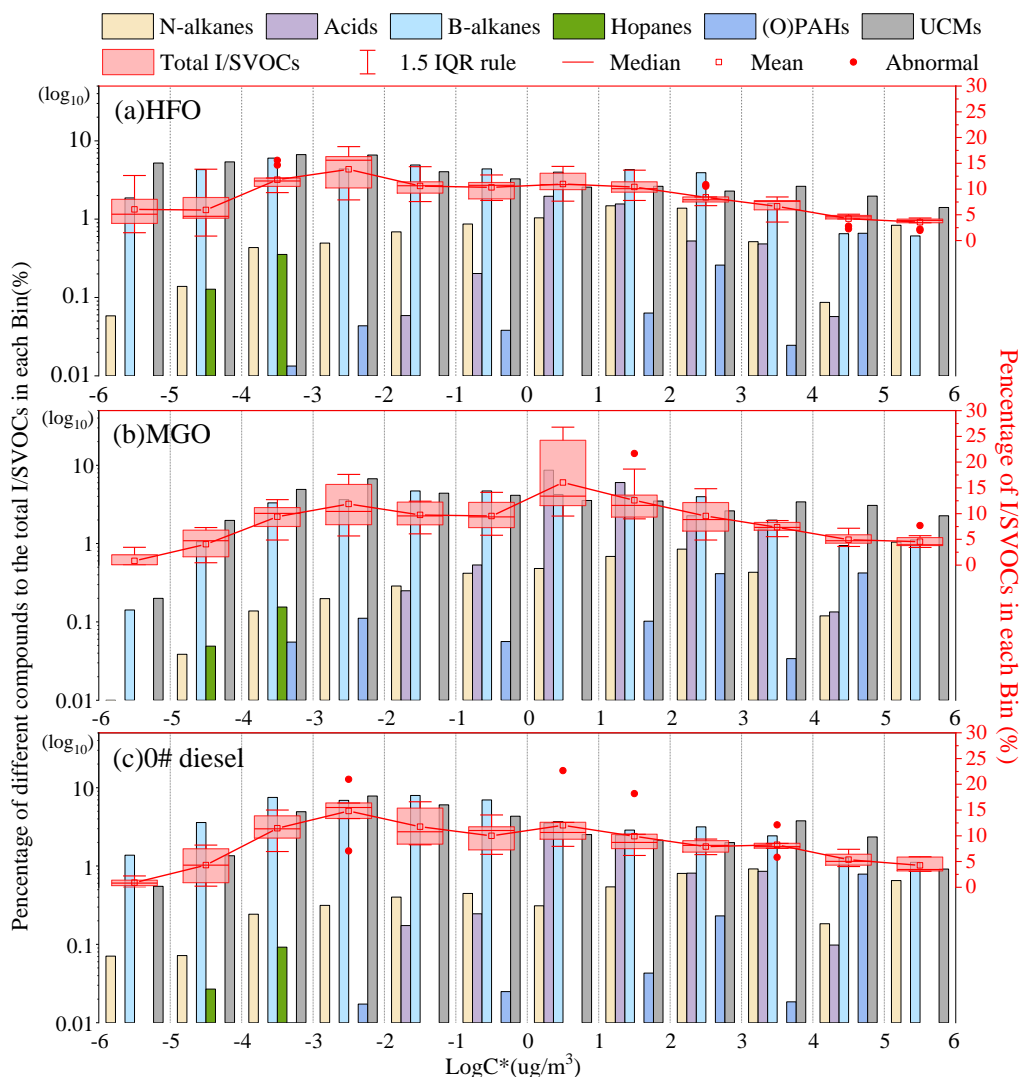 N-alkanes Acids B-alkanes Hopanes (O)PAHs UCMs
Total I/SVOCs 1.5 IQR rule Median Mean Abnormal
Pencentage of different compounds to the total I/SVOCs in each Bin(%)
(log10)
(a)HFO
10
1
0.1
0.01
30
25
20
15
10
5
0
-6 -5 -4 -3 -2 -1 0 1 2 3 4 5 6
(log10)
(b)MGO
10
1
0.1
0.01
30
25
20
15
10
5
0
-6 -5 -4 -3 -2 -1 0 1 2 3 4 5 6
(log10)
(c)0# diesel
10
1
0.1
0.01
30
25
20
15
10
5
0
-6 -5 -4 -3 -2 -1 0 1 2 3 4 5 6
LogC*(ug/m³)
Pencentage of I/SVOCs in each Bin (%)